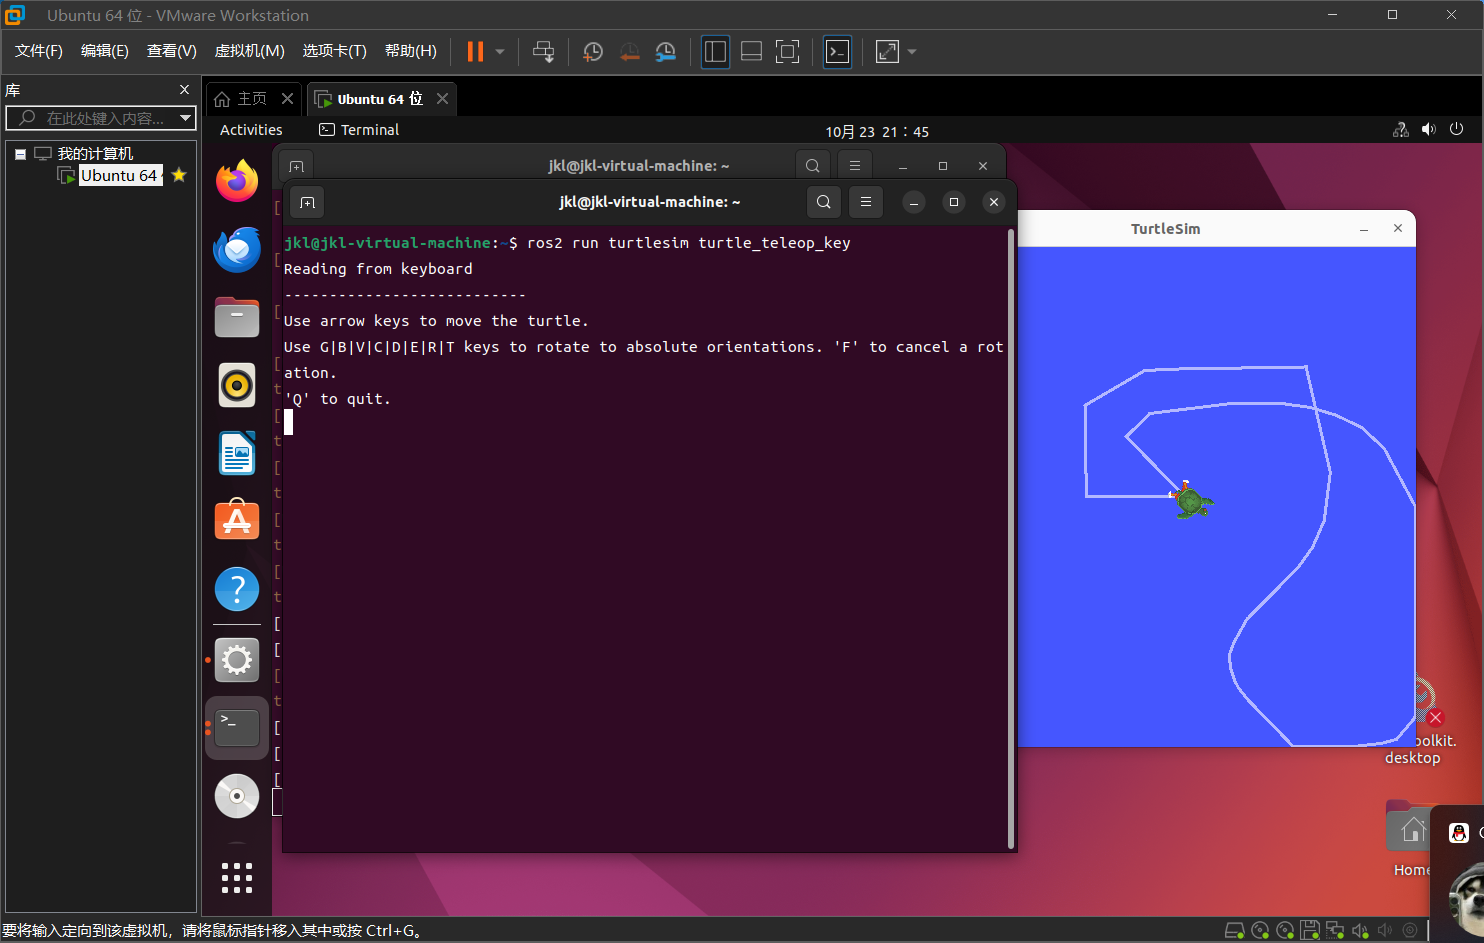 Ubuntu 64 位 - VMware Workstation
文件(F) 编辑(E) 查看(V) 虚拟机(M) 选项卡(T) 帮助(H)
库
在此处键入内容...
我的计算机
Ubuntu 64
主页
Ubuntu 64 位
Activities
Terminal
10月 23 21：45
jkl@jkl-virtual-machine: ~
jkl@jkl-virtual-machine: ~
jkl@jkl-virtual-machine:~$ ros2 run turtlesim turtle_teleop_key
Reading from keyboard
---------------------------
Use arrow keys to move the turtle.
Use G|B|V|C|D|E|R|T keys to rotate to absolute orientations. 'F' to cancel a rot
ation.
'Q' to quit.
TurtleSim
oolkit.
desktop
Home
要将输入定向到该虚拟机，请将鼠标指针移入其中或按 Ctrl+G。